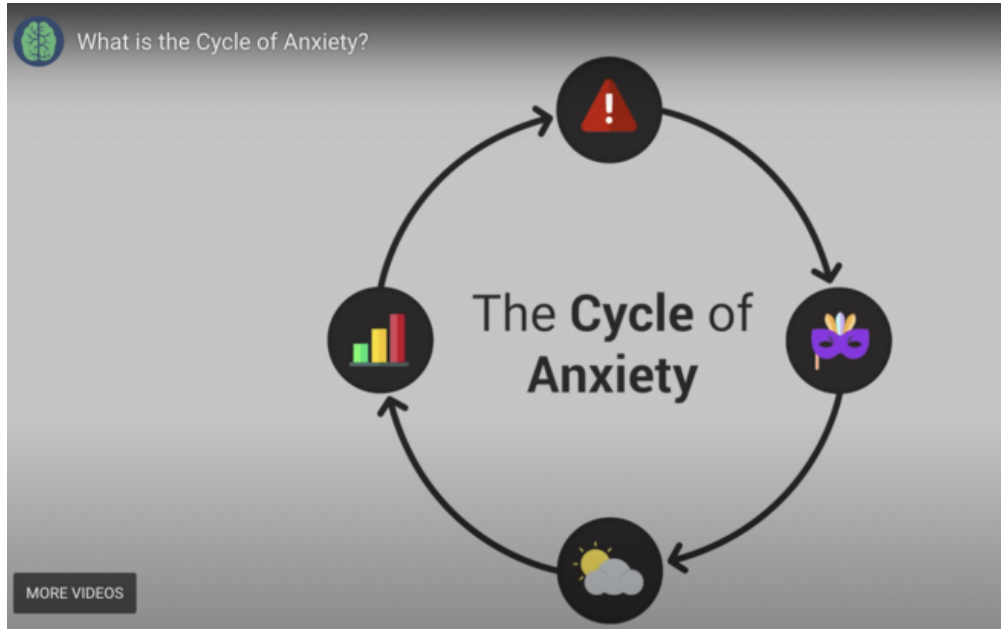 What is the Cycle of Anxiety?
The Cycle of
Anxiety
MORE VIDEOS